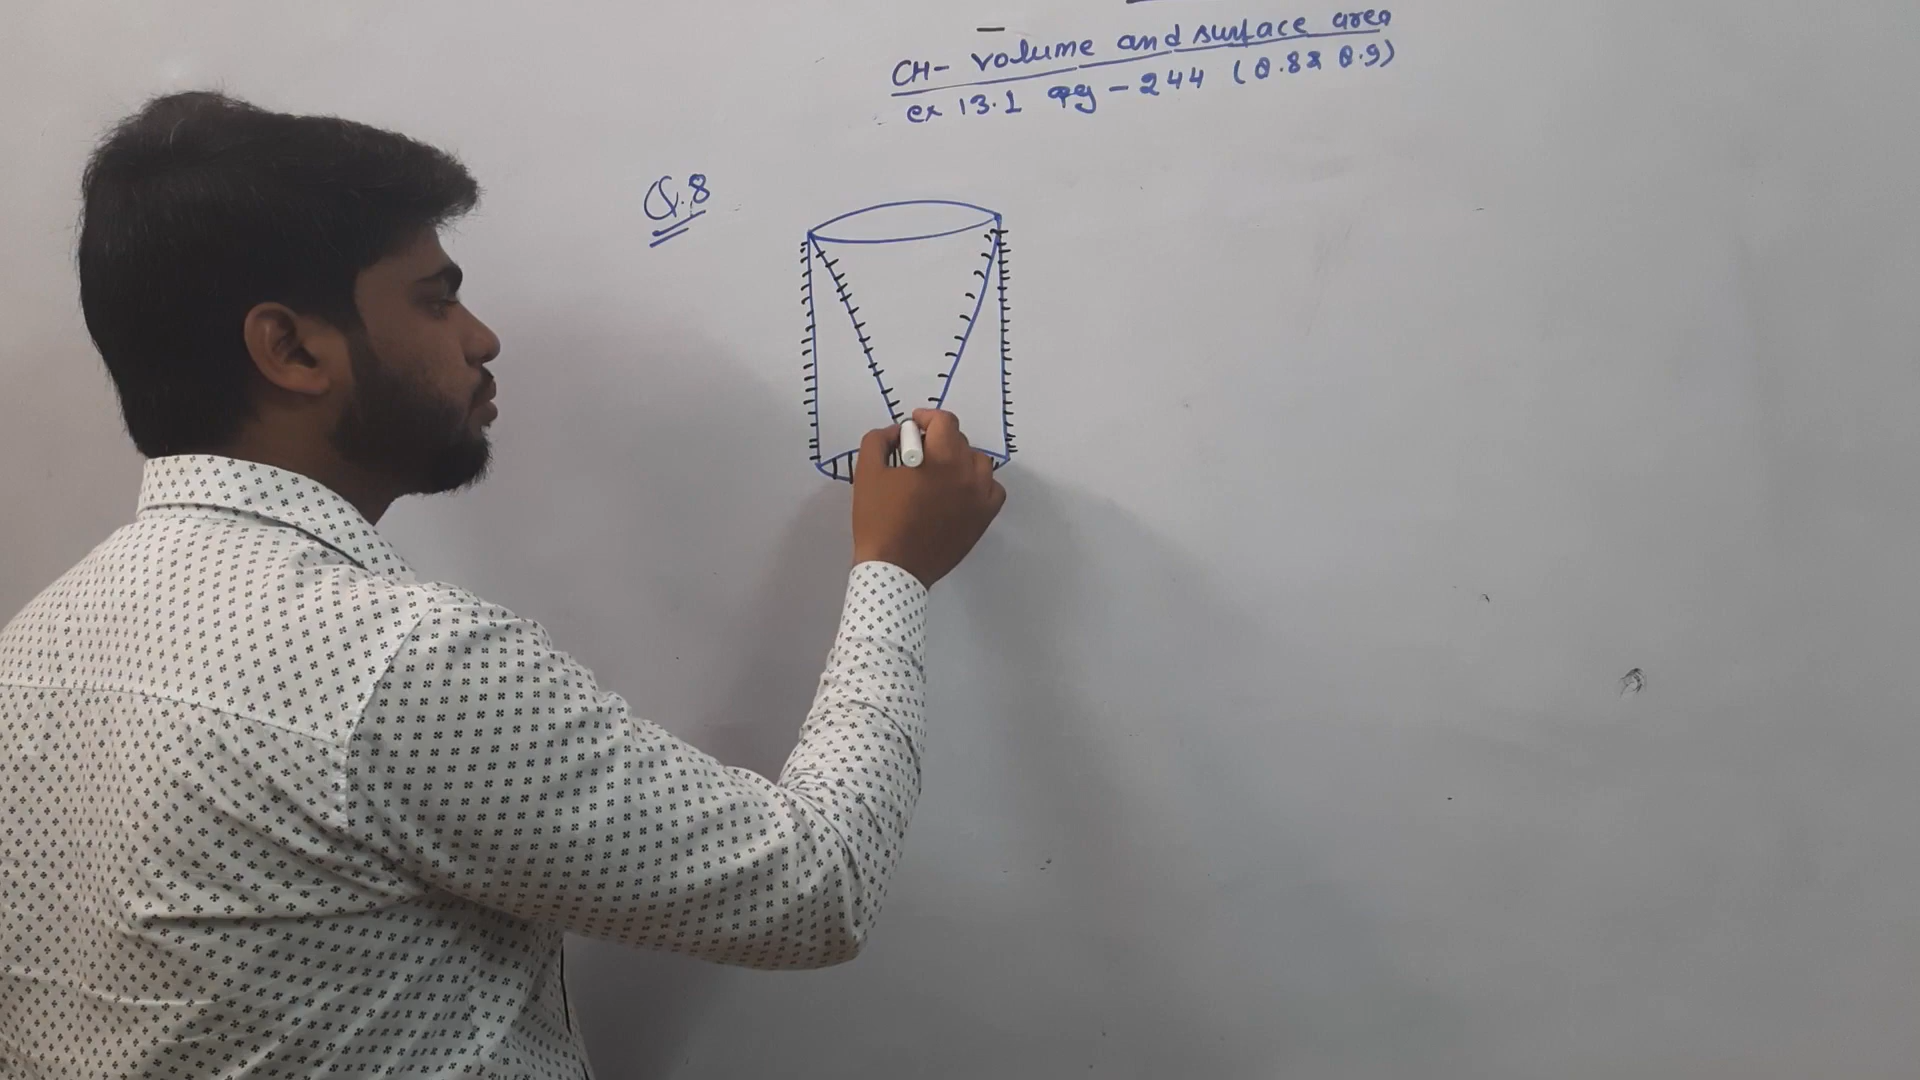 CH- volume and surface area
ex 13.1 pg - 244 (Q.8 & Q.9)
Q.8